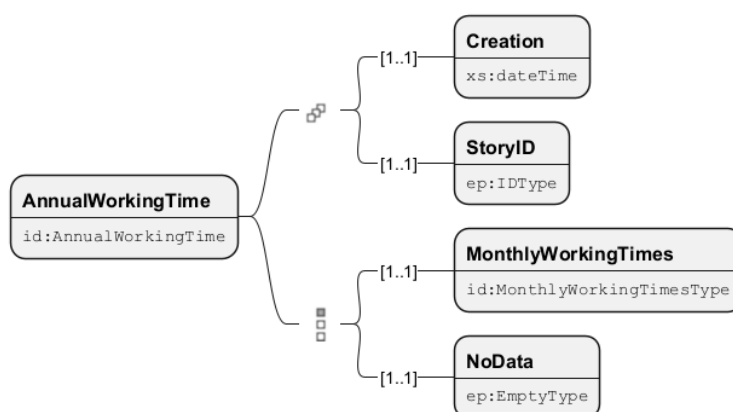 Creation
[1..1]
xs:dateTime
StoryID
[1..1]
ep:IDType
AnnualWorkingTime
id:AnnualWorkingTime
MonthlyWorkingTimes
[1..1]
id:MonthlyWorkingTimesType
NoData
[1..1]
ep:EmptyType